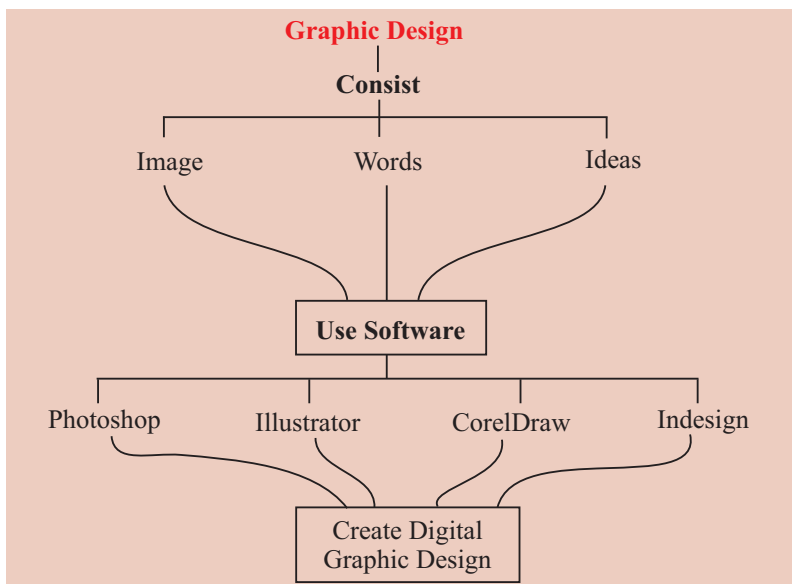 Graphic Design
Consist
Image Words Ideas
Use Software
Photoshop Illustrator CorelDraw Indesign
Create Digital
Graphic Design